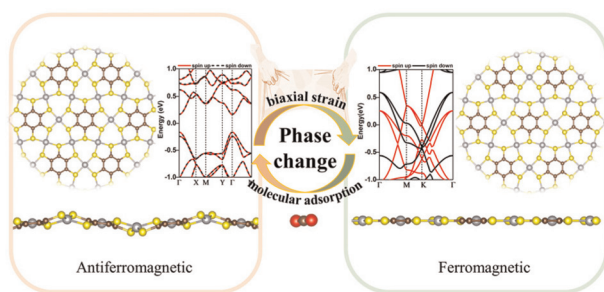 spin up spin down
Energy (eV)
1.0
0.5
0.0
-0.5
-1.0
Γ X M Y Γ
biaxial strain
Phase
change
molecular adsorption
spin up spin down
Energy (eV)
1.0
0.5
0.0
-0.5
-1.0
Γ M K Γ
Antiferromagnetic
Ferromagnetic